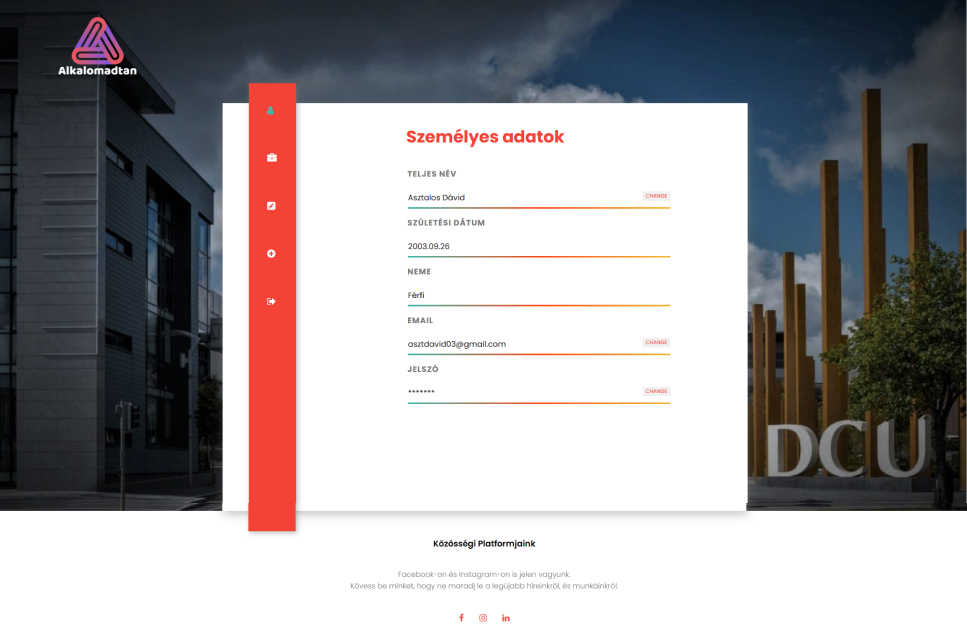 Alkalomadtan
Személyes adatok
TELJES NÉV
Asztalos Dávid
CHANGE
SZÜLETÉSI DÁTUM
2003.09.26
NEME
Férfi
EMAIL
asztdavid03@gmail.com
CHANGE
JELSZÓ
*******
CHANGE
DCU
Közösségi Platformjaink
Facebook-on és Instagram-on is jelen vagyunk.
Kövess be minket, hogy ne maradj le a legújabb híreinkről, és munkáinkról.